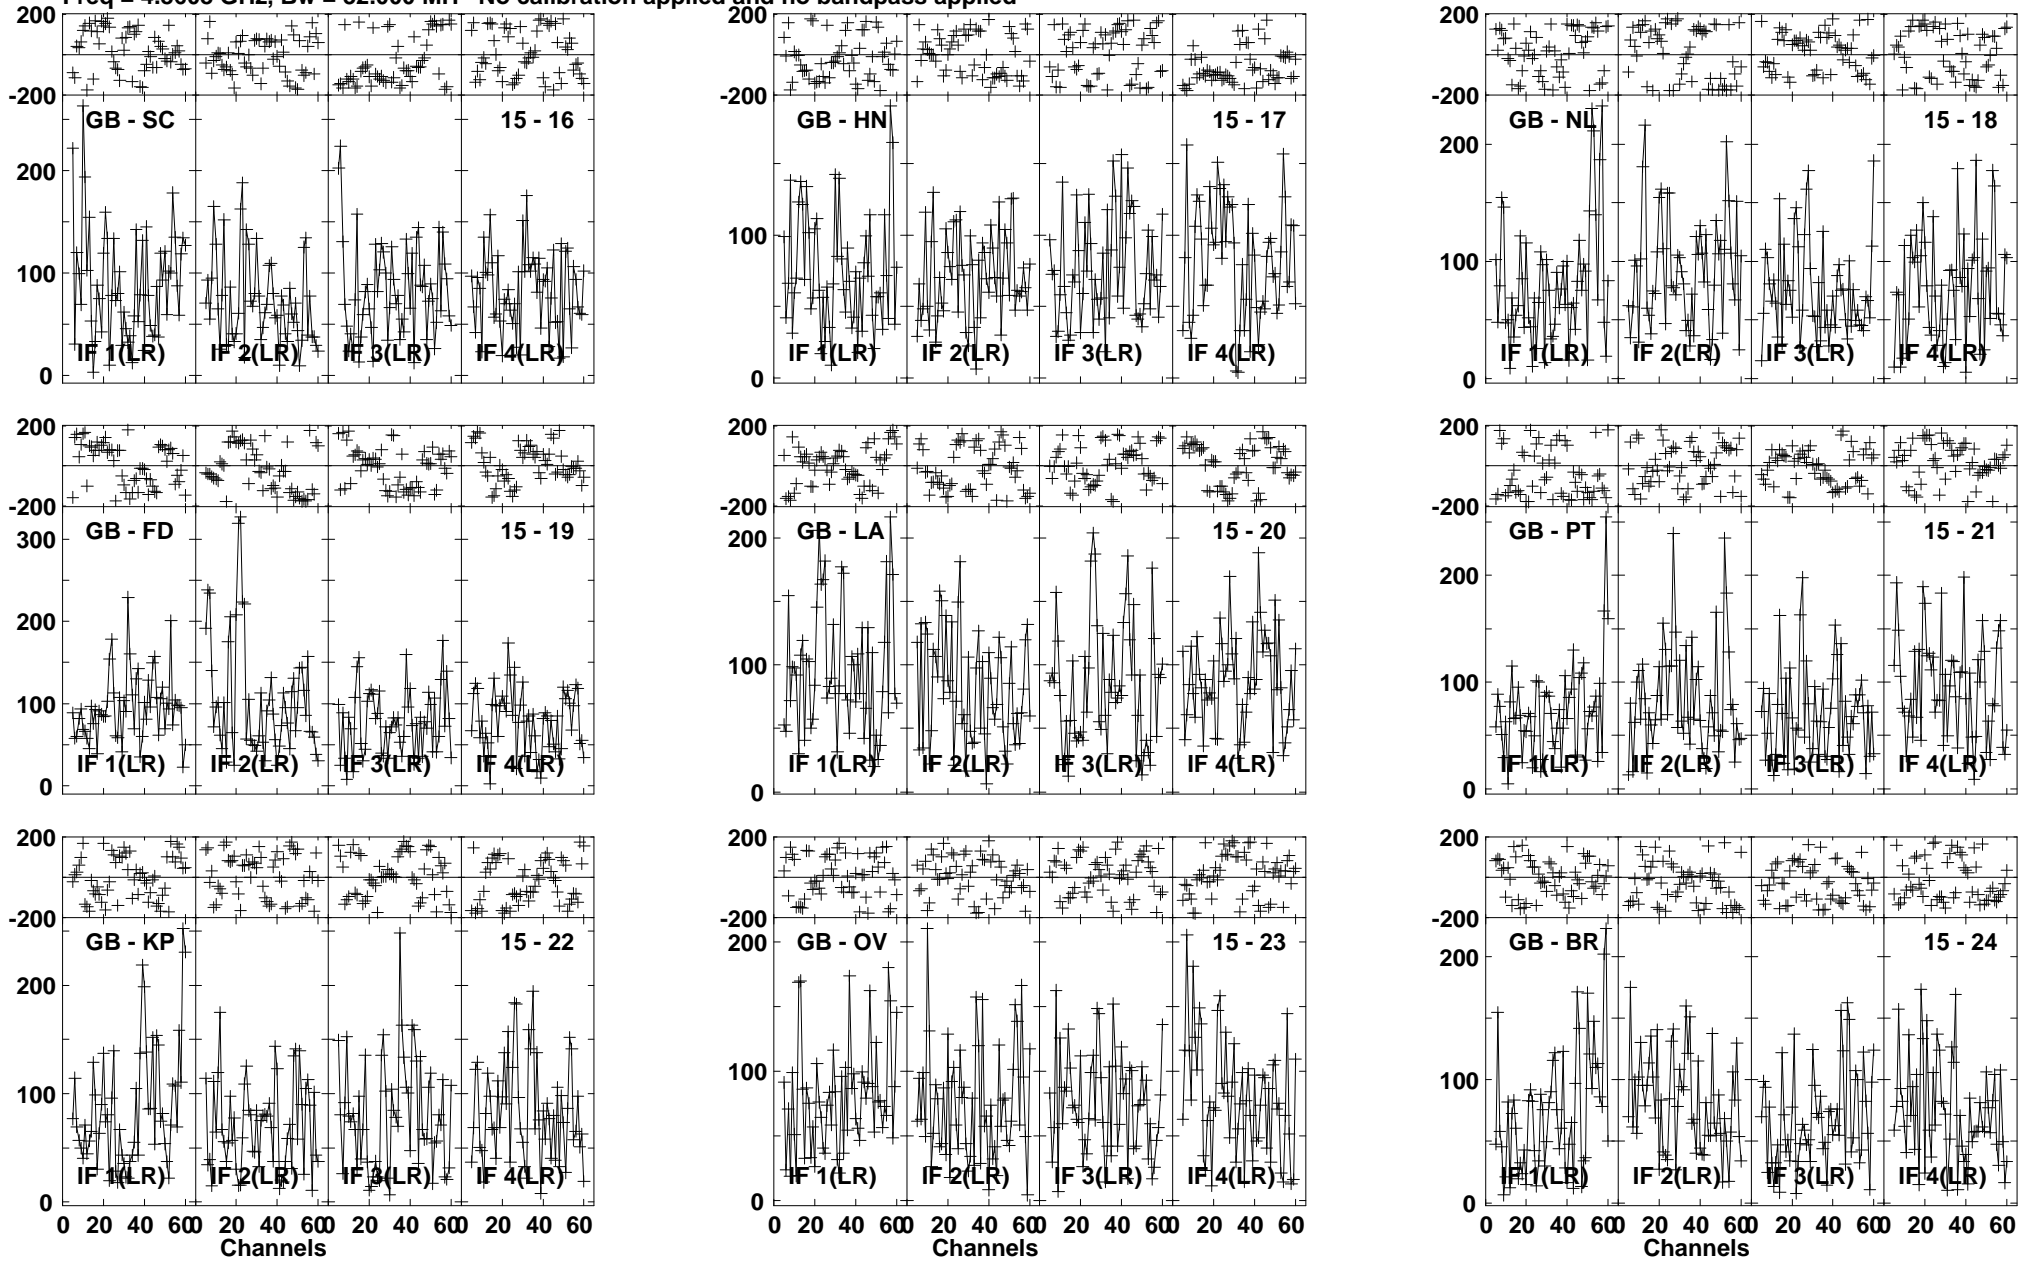 No calibration applied and no bandpass applied
200 200 200
-200 -200 -200
GB - SC 15 - 16 GB - HN 15 - 17 GB - NL 15 - 18
200 200
100 100 100
IF 1(LR) IF 2(LR) IF 3(LR) IF 4(LR) IF 1(LR) IF 2(LR) IF 3(LR) IF 4(LR) IF 1(LR) IF 2(LR) IF 3(LR) IF 4(LR)
0 0 0
200 200 200
-200 -200 -200
GB - FD 15 - 19 GB - LA 15 - 20 GB - PT 15 - 21
300 200 200
200
100 100 100
IF 1(LR) IF 2(LR) IF 3(LR) IF 4(LR) IF 1(LR) IF 2(LR) IF 3(LR) IF 4(LR) IF 1(LR) IF 2(LR) IF 3(LR) IF 4(LR)
0 0 0
200 200 200
-200 -200 -200
GB - KP 15 - 22 GB - OV 15 - 23 GB - BR 15 - 24
200 200 200
100 100 100
IF 1(LR) IF 2(LR) IF 3(LR) IF 4(LR) IF 1(LR) IF 2(LR) IF 3(LR) IF 4(LR) IF 1(LR) IF 2(LR) IF 3(LR) IF 4(LR)
0 0 0
0 20 40 60 0 20 40 60 0 20 40 60 0 20 40 60 0 20 40 60 0 20 40 60 0 20 40 60 0 20 40 60 0 20 40 60 0 20 40 60 0 20 40 60 0 20 40 60
Channels Channels Channels